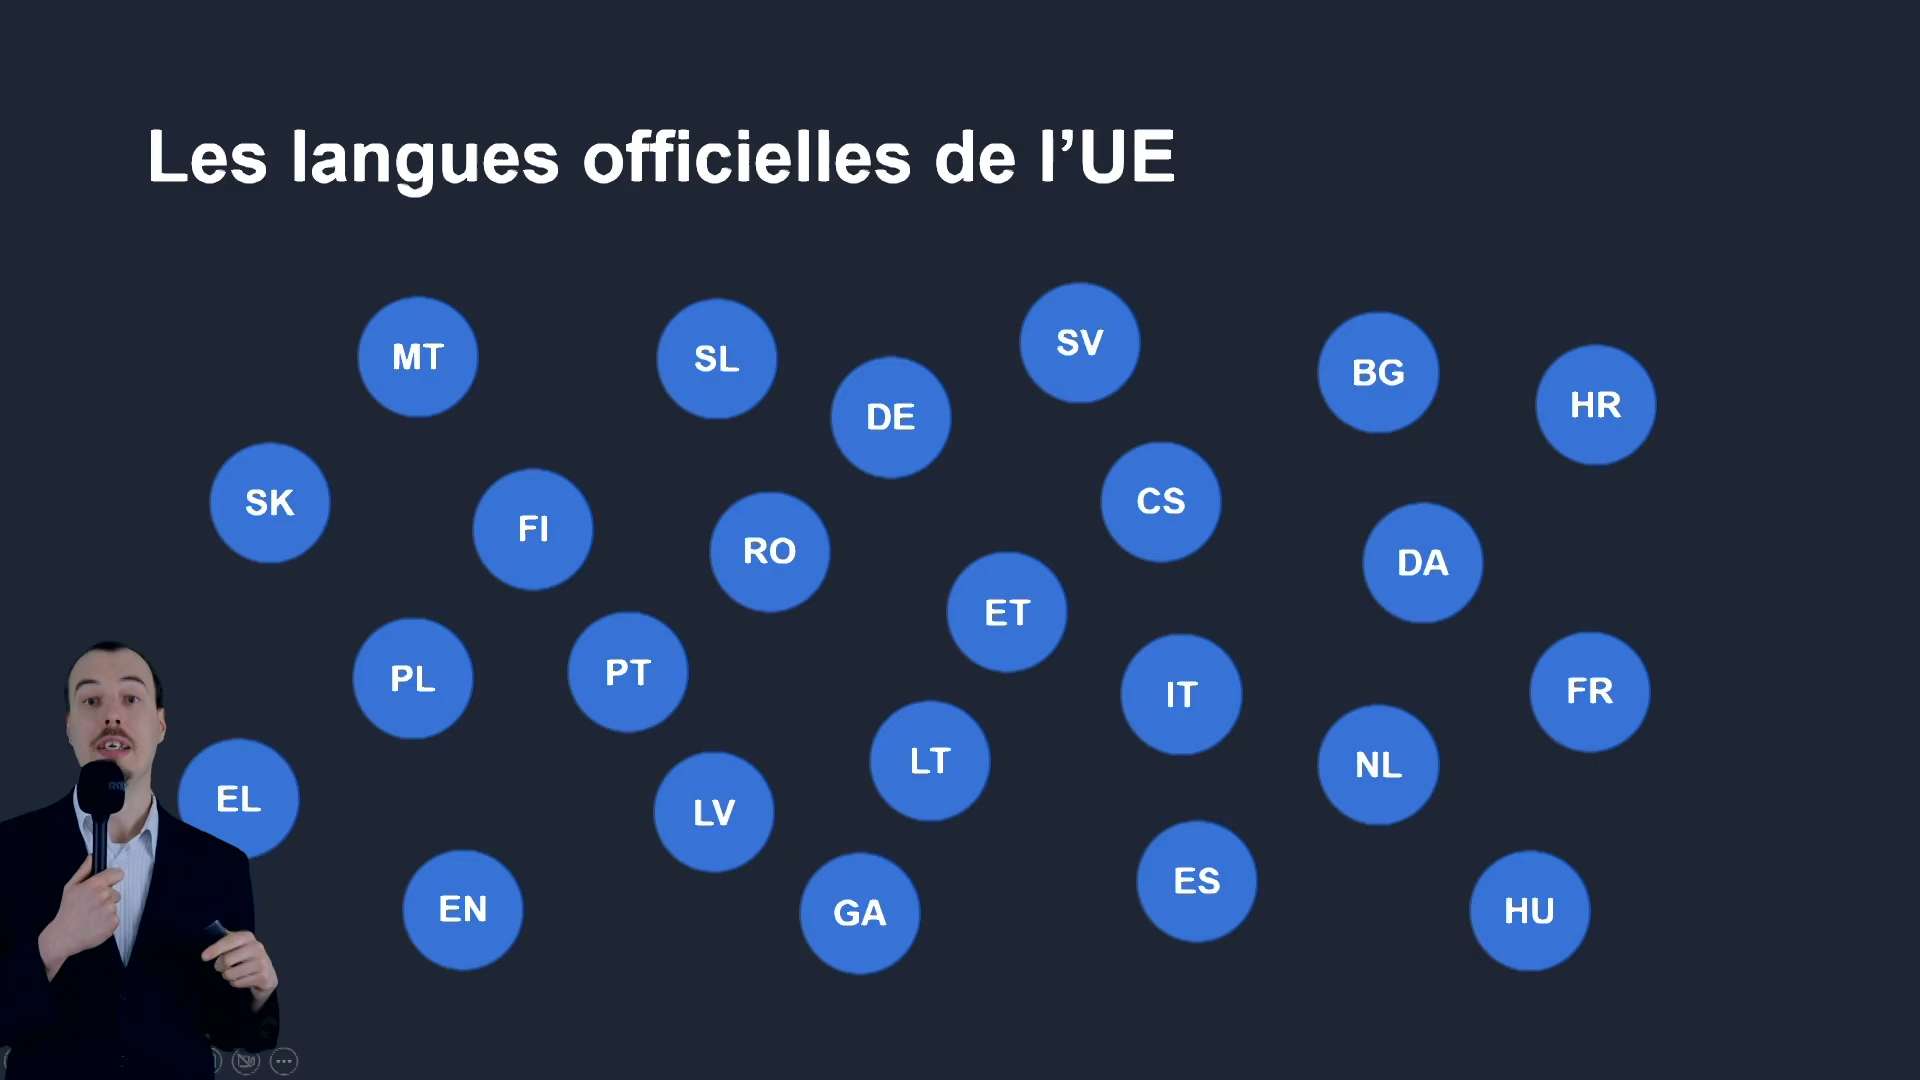 Les langues officielles de l’UE
MT
SL
DE
SV
BG
HR
SK
FI
RO
CS
DA
ET
PL
PT
IT
FR
EL
LV
LT
NL
EN
GA
ES
HU